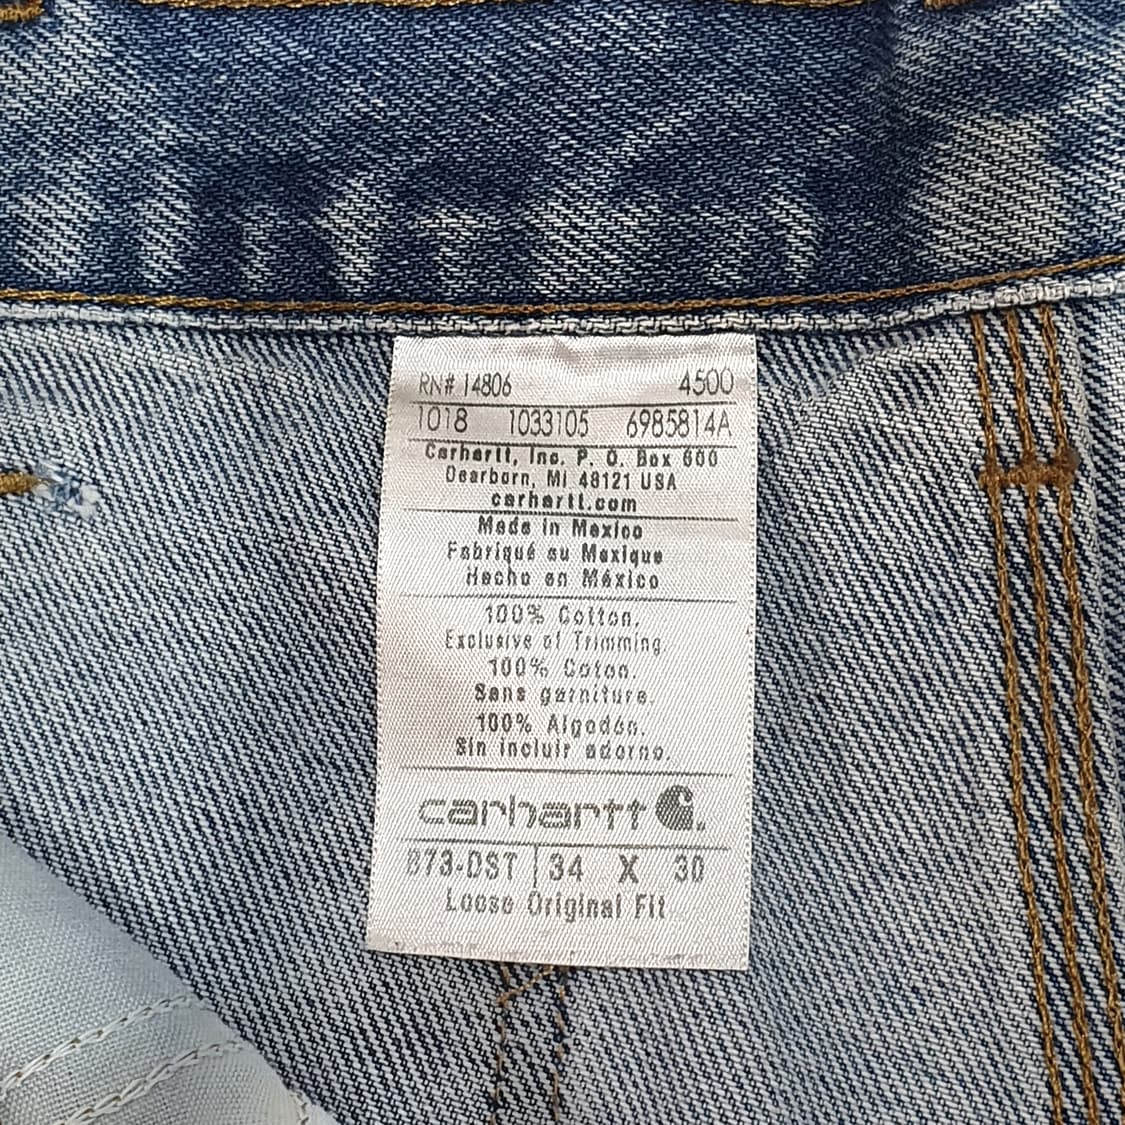 RN# 14806 4500
1018 1033105 6985814A
Carhartt, Inc. P. O. Box 600
Dearborn, MI 48121 USA
carhartt.com
Made in Mexico
Fabriqué au Mexique
Hecho en México
100% Cotton.
Exclusive of Trimming.
100% Coton.
Sans garniture.
100% Algodón.
Sin incluir adorno.
carhartt
B73-DST 34 X 30
Loose Original Fit